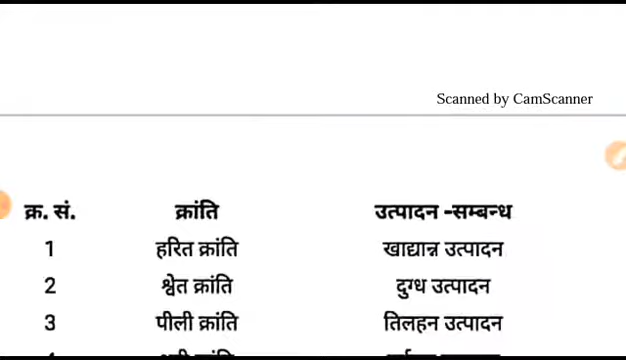 Scanned by CamScanner
क्र. सं. क्रांति उत्पादन -सम्बन्ध
1 हरित क्रांति खाद्यान्न उत्पादन
2 श्वेत क्रांति दुग्ध उत्पादन
3 पीली क्रांति तिलहन उत्पादन